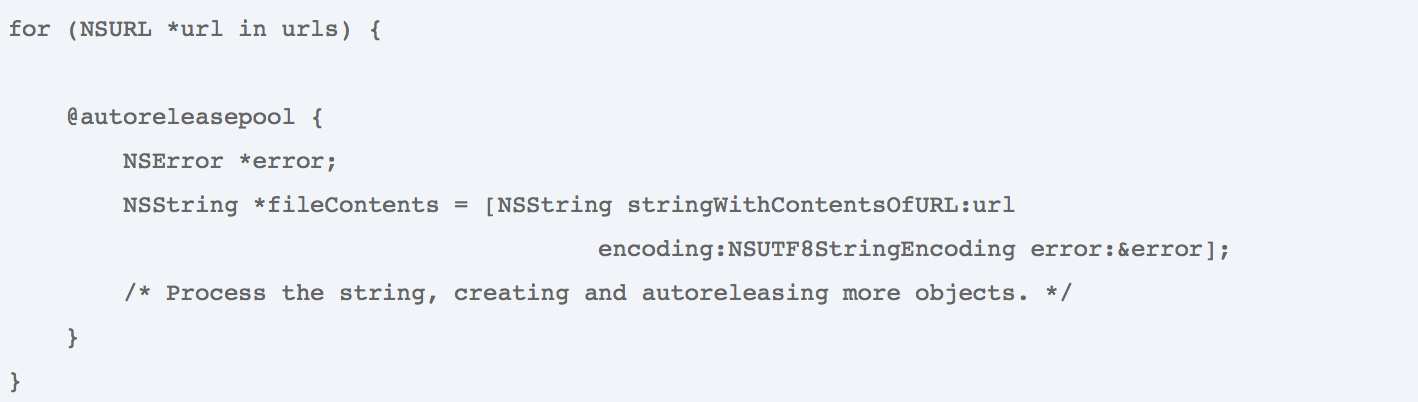 for (NSURL *url in urls) {
@autoreleasepool {
NSError *error;
NSString *fileContents = [NSString stringWithContentsOfURL:url
encoding:NSUTF8StringEncoding error:&error];
/* Process the string, creating and autoreleasing more objects. */
}
}